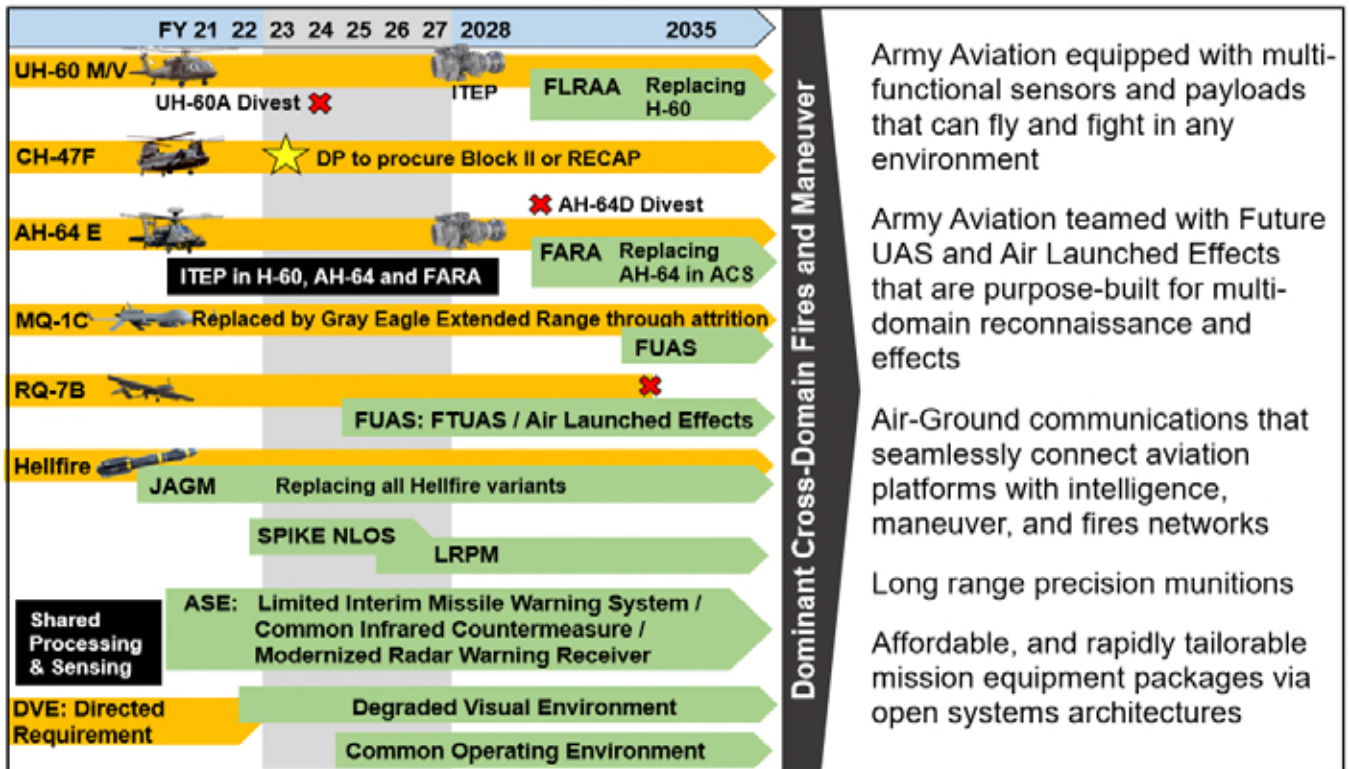 FY 21 22 23 24 25 26 27 2028 2035
UH-60 M/V
ITEP
UH-60A Divest
FLRAA Replacing
H-60
CH-47F
DP to procure Block II or RECAP
AH-64D Divest
AH-64 E
FARA Replacing
AH-64 in ACS
ITEP in H-60, AH-64 and FARA
MQ-1C Replaced by Gray Eagle Extended Range through attrition
FUAS
RQ-7B
FUAS: FTUAS / Air Launched Effects
Hellfire
JAGM Replacing all Hellfire variants
SPIKE NLOS
LRPM
Shared
Processing
& Sensing
ASE: Limited Interim Missile Warning System /
Common Infrared Countermeasure /
Modernized Radar Warning Receiver
DVE: Directed
Requirement
Degraded Visual Environment
Common Operating Environment
Dominant Cross-Domain Fires and Maneuver
Army Aviation equipped with multi-
functional sensors and payloads
that can fly and fight in any
environment
Army Aviation teamed with Future
UAS and Air Launched Effects
that are purpose-built for multi-
domain reconnaissance and
effects
Air-Ground communications that
seamlessly connect aviation
platforms with intelligence,
maneuver, and fires networks
Long range precision munitions
Affordable, and rapidly tailorable
mission equipment packages via
open systems architectures